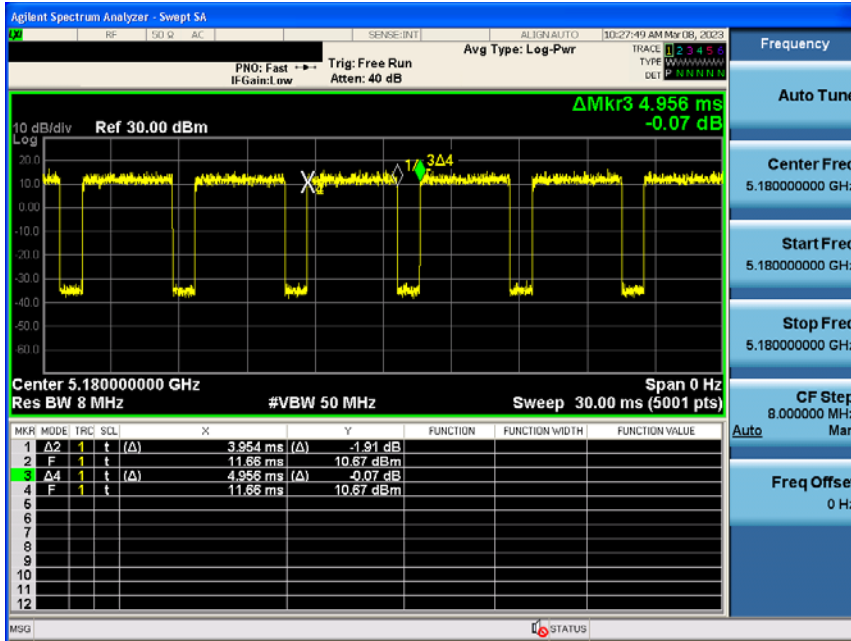 Agilent Spectrum Analyzer - Swept SA
LXI RF 50 Ω AC SENSE:INT ALIGN AUTO 10:27:49 AM Mar 08, 2023
Frequency
PNO: Fast Trig: Free Run Avg Type: Log-Pwr TRACE 1 2 3 4 5 6
IFGain:Low Atten: 40 dB TYPE WWWWWW
DET P N N N N N
Auto Tune
ΔMkr3 4.956 ms
10 dB/div Ref 30.00 dBm -0.07 dB
Log
20.0
10.0
0.00
-10.0
-20.0
-30.0
-40.0
-50.0
-60.0
3Δ4
Center Freq
5.180000000 GHz
Start Freq
5.180000000 GHz
Stop Freq
5.180000000 GHz
CF Step
8.000000 MHz
Auto Man
Freq Offset
0 Hz
Center 5.180000000 GHz Span 0 Hz
Res BW 8 MHz #VBW 50 MHz Sweep 30.00 ms (5001 pts)
MKR MODE TRC SCL X Y FUNCTION FUNCTION WIDTH FUNCTION VALUE
1 Δ2 1 t (Δ) 3.954 ms (Δ) -1.91 dB
2 F 1 t 11.66 ms 10.67 dBm
3 Δ4 1 t (Δ) 4.956 ms (Δ) -0.07 dB
4 F 1 t 11.66 ms 10.67 dBm
5
6
7
8
9
10
11
12
MSG STATUS